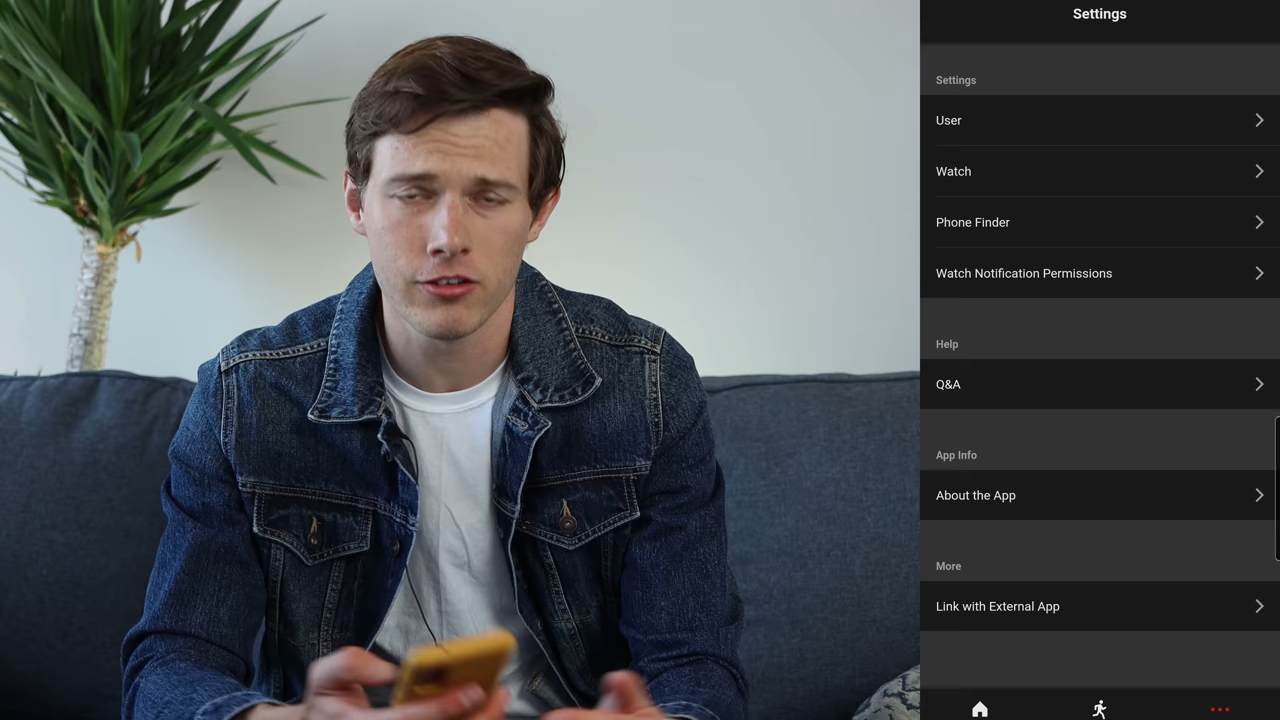 Settings
Settings
User
Watch
Phone Finder
Watch Notification Permissions
Help
Q&A
App Info
About the App
More
Link with External App